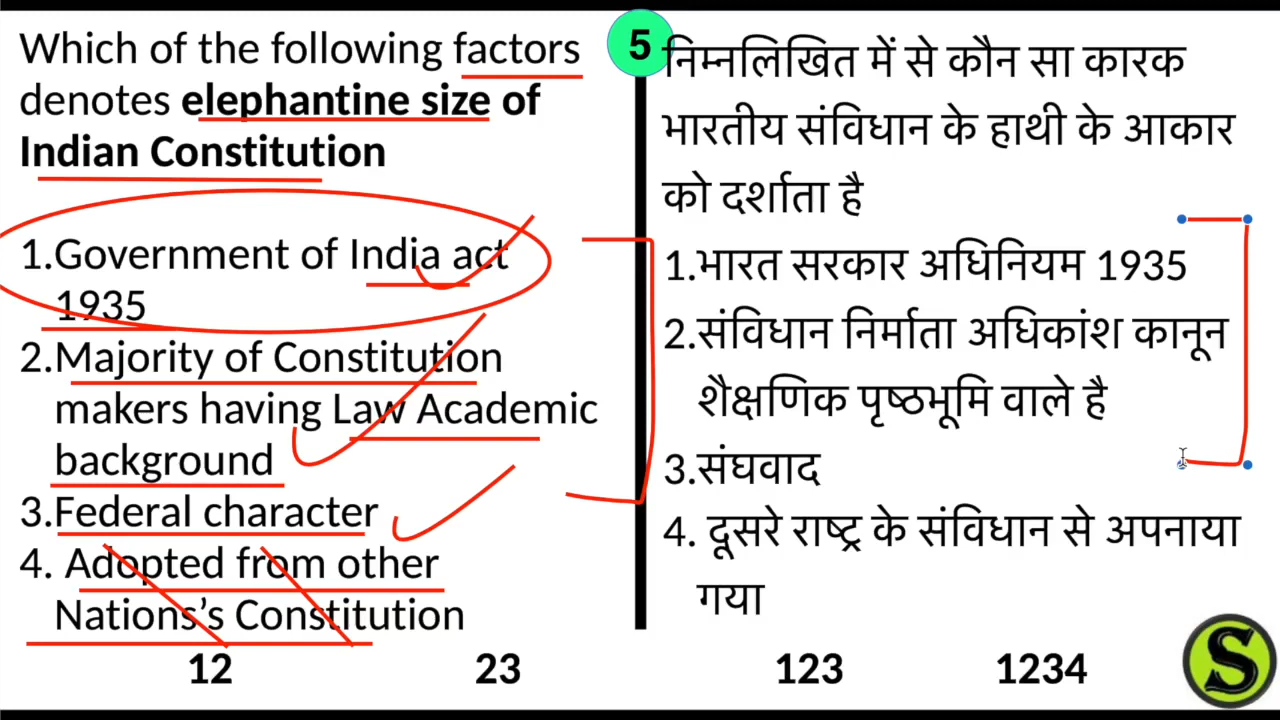 Which of the following factors
denotes elephantine size of
Indian Constitution
1.Government of India act
1935
2.Majority of Constitution
makers having Law Academic
background
3.Federal character
4. Adopted from other
Nations's Constitution
5
निम्नलिखित में से कौन सा कारक
भारतीय संविधान के हाथी के आकार
को दर्शाता है
1.भारत सरकार अधिनियम 1935
2.संविधान निर्माता अधिकांश कानून
शैक्षणिक पृष्ठभूमि वाले है
3.संघवाद
4. दूसरे राष्ट्र के संविधान से अपनाया
गया
12 23 123 1234
S